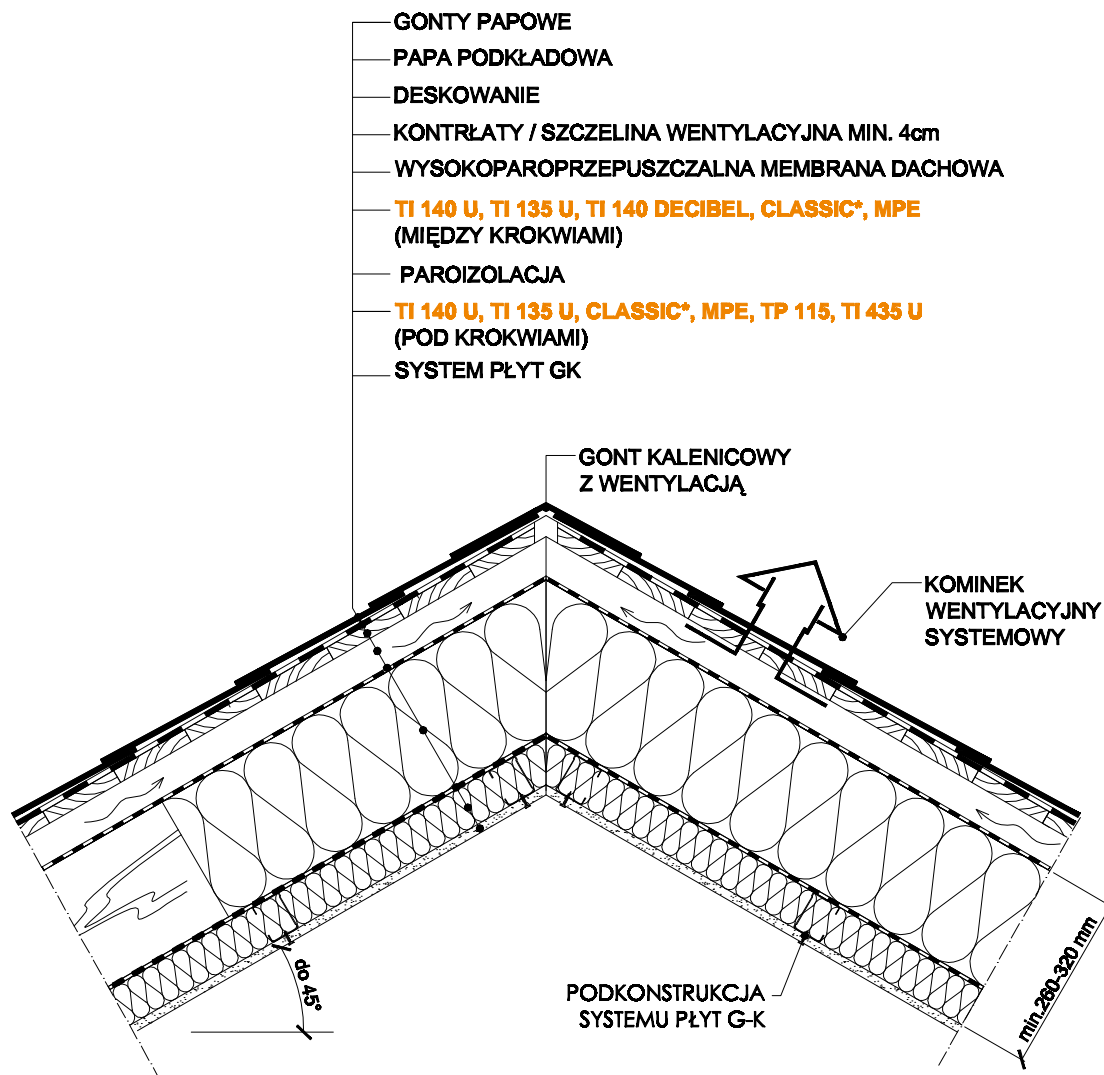 GONTY PAPOWE
PAPA PODKŁADOWA
DESKOWANIE
KONTRŁATY / SZCZELINA WENTYLACYJNA MIN. 4cm
WYSOKOPAROPRZEPUSZCZALNA MEMBRANA DACHOWA
TI 140 U, TI 135 U, TI 140 DECIBEL, CLASSIC*, MPE
(MIĘDZY KROKWIAMI)
PAROIZOLACJA
TI 140 U, TI 135 U, CLASSIC*, MPE, TP 115, TI 435 U
(POD KROKWIAMI)
SYSTEM PŁYT GK
GONT KALENICOWY
Z WENTYLACJĄ
KOMINEK
WENTYLACYJNY
SYSTEMOWY
do 45°
PODKONSTRUKCJA
SYSTEMU PŁYT G-K
min.260-320 mm